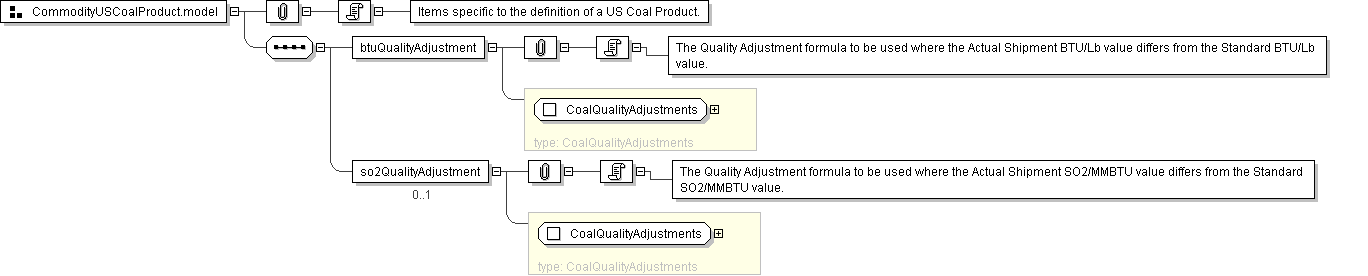 CommodityUSCoalProduct.model
Items specific to the definition of a US Coal Product.
btuQualityAdjustment
The Quality Adjustment formula to be used where the Actual Shipment BTU/Lb value differs from the Standard BTU/Lb
value.
CoalQualityAdjustments
type: CoalQualityAdjustments
so2QualityAdjustment
0..1
The Quality Adjustment formula to be used where the Actual Shipment SO2/MMBTU value differs from the Standard
SO2/MMBTU value.
CoalQualityAdjustments
type: CoalQualityAdjustments